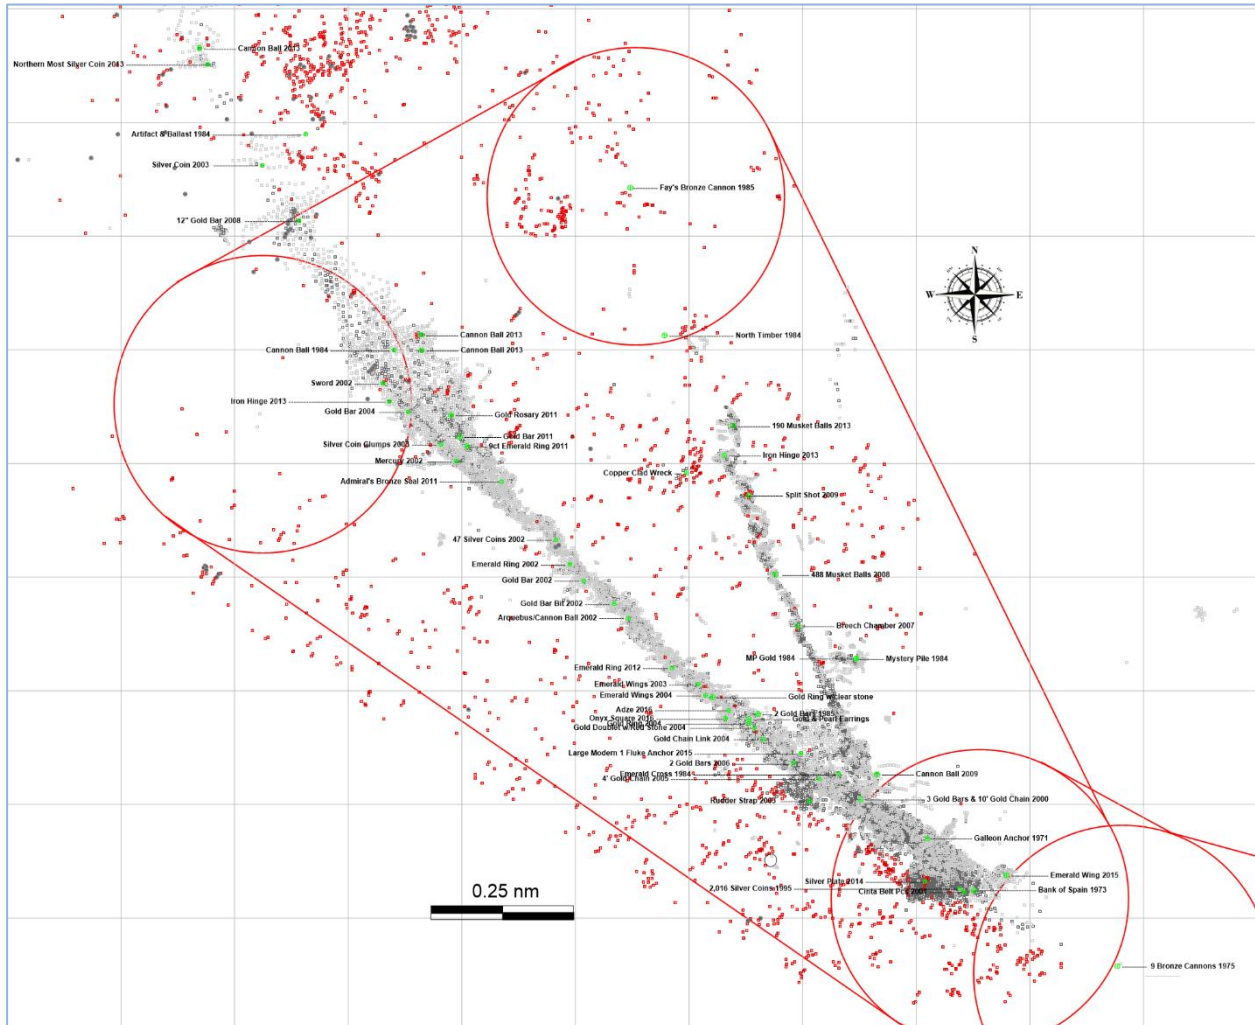 Cannon Ball 2013
Northern Most Silver Coin 2013
Artifact & Ballast 1984
Silver Coin 2003
Fay's Bronze Cannon 1985
12" Gold Bar 2008
N
W
E
S
North Timber 1984
Cannon Ball 2013
Cannon Ball 1984
Cannon Ball 2013
Sword 2002
Iron Hinge 2013
Gold Bar 2004
Gold Rosary 2011
190 Musket Balls 2013
Gold Bar 2011
Silver Coin Clumps 2003
9ct Emerald Ring 2011
Iron Hinge 2013
Mercury 2002
Copper Clad Wreck
Admiral's Bronze Seal 2011
Split Shot 2009
47 Silver Coins 2002
Emerald Ring 2002
488 Musket Balls 2008
Gold Bar 2002
Gold Bar Bit 2002
Arquebus/Cannon Ball 2002
Breech Chamber 2007
MP Gold 1984
Mystery Pile 1984
Emerald Ring 2012
Emerald Wings 2003
Emerald Wings 2004
Gold Ring w/clear stone
Adze 2016
2 Gold Bars 1985
Onyx Square 2016
Gold & Pearl Earrings
Gold Ring 2004
Gold Doublet w/Red Stone 2004
Gold Chain Link 2004
Large Modern 1 Fluke Anchor 2015
2 Gold Bars 2006
Emerald Cross 1984
Cannon Ball 2009
4' Gold Chain 2005
Rudder Strap 2003
3 Gold Bars & 10' Gold Chain 2000
Galleon Anchor 1971
Emerald Wing 2015
Silver Plate 2014
2,016 Silver Coins 1995
Cinta Belt Pcs 2001
Bank of Spain 1973
0.25 nm
9 Bronze Cannons 1975